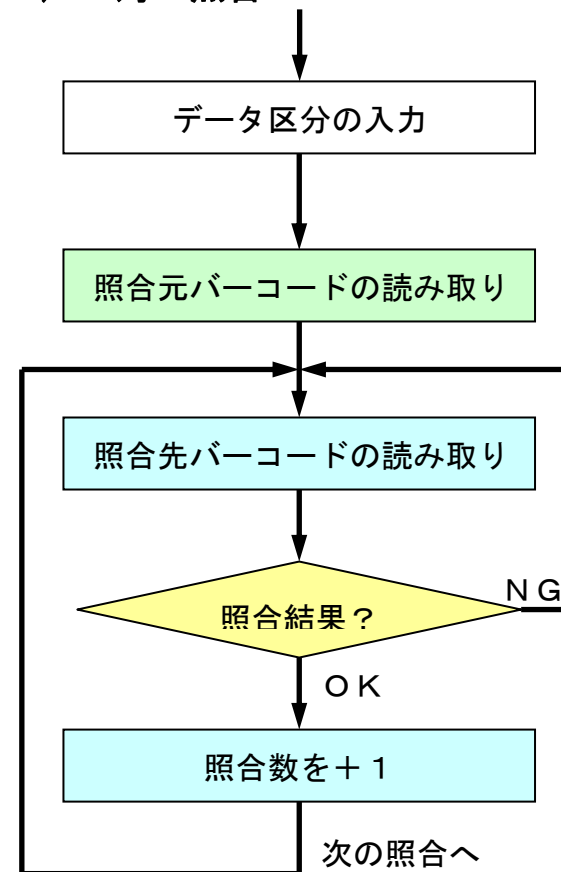 データ区分の入力
照合元バーコードの読み取り
照合先バーコードの読み取り
照合結果？
ＮＧ
ＯＫ
照合数を＋１
次の照合へ